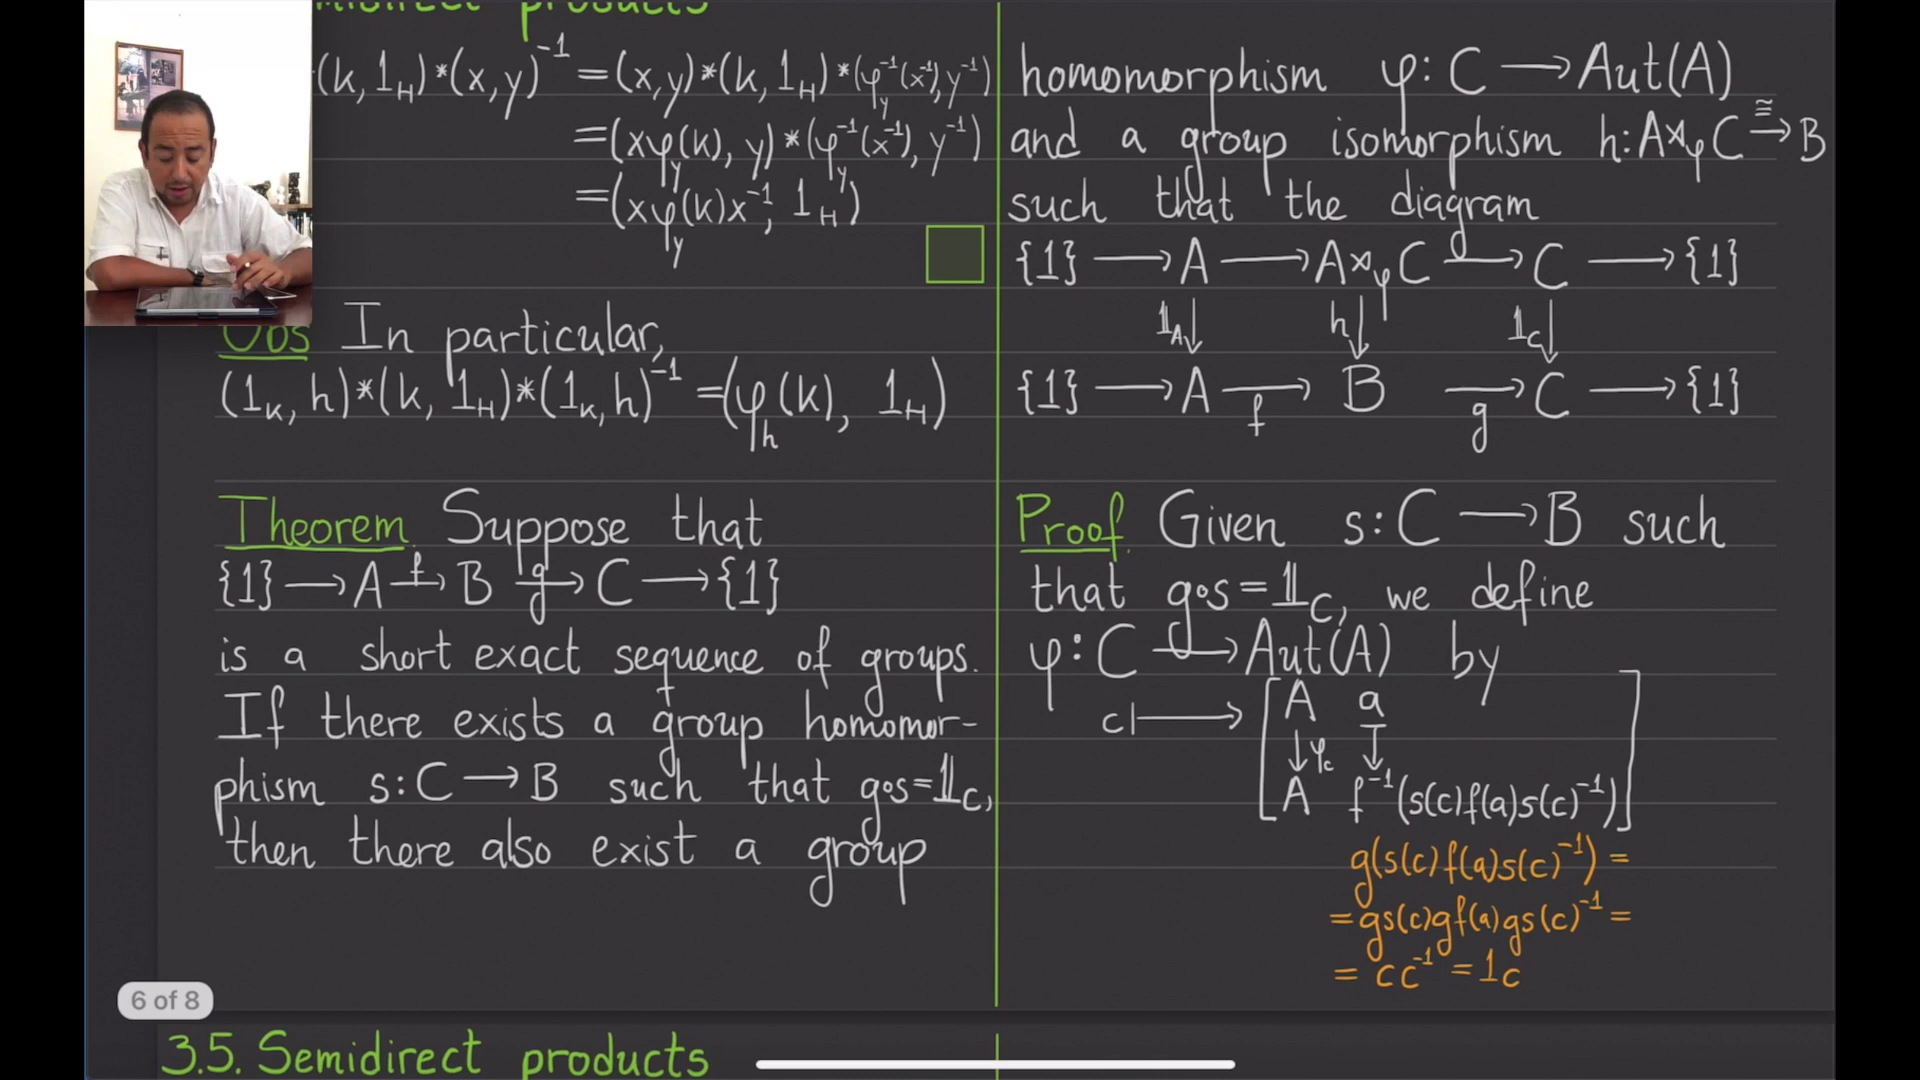 midirect products
(k, 1_H)*(x,y)^{-1} = (x,y)*(k, 1_H)*(φ_y^{-1}(x^{-1}), y^{-1})
=(xφ_y(k), y)*(φ_y^{-1}(x^{-1}), y^{-1})
=(xφ_y(k)x^{-1}, 1_H)
Obs In particular,
(1_K, h)*(k, 1_H)*(1_K, h)^{-1} = (φ_h(k), 1_H)
Theorem. Suppose that
{1} → A →^f B →^g C → {1}
is a short exact sequence of groups.
If there exists a group homomor-
phism s: C → B such that g∘s=𝟙_C,
then there also exist a group
6 of 8
homomorphism φ: C → Aut(A)
and a group isomorphism h: A⋊_φ C →^≅ B
such that the diagram
{1} → A → A⋊_φ C → C → {1}
1_A ↓ h ↓ 1_C ↓
{1} → A →_f B →_g C → {1}
Proof. Given s: C → B such
that g∘s=𝟙_C, we define
φ: C → Aut(A) by
c ↦ [A a
↓φ_c ↧
A f^{-1}(s(c)f(a)s(c)^{-1})]
g(s(c)f(a)s(c)^{-1}) =
= gs(c)gf(a)gs(c)^{-1} =
= cc^{-1} = 1_C
3.5. Semidirect products